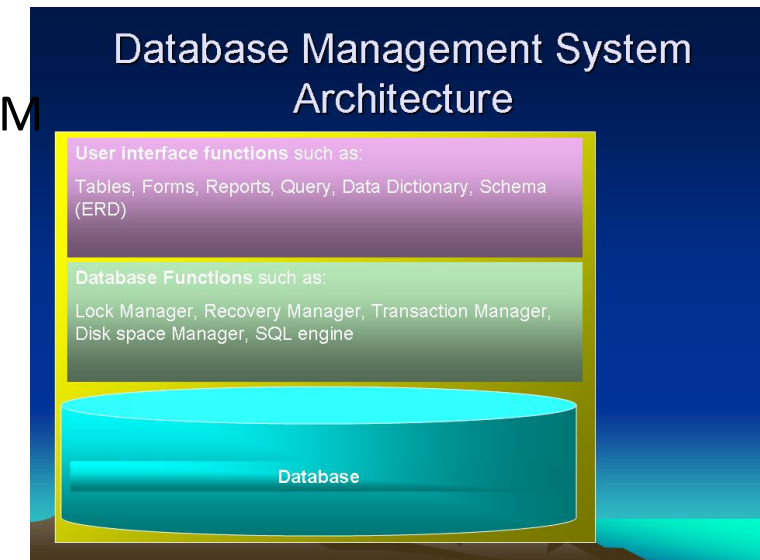 Database Management System
Architecture
M
User interface functions such as:
Tables, Forms, Reports, Query, Data Dictionary, Schema
(ERD)
Database Functions such as:
Lock Manager, Recovery Manager, Transaction Manager,
Disk space Manager, SQL engine
Database